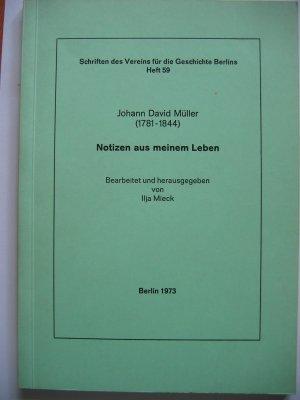 Schriften des Vereins für die Geschichte Berlins
Heft 59
Johann David Müller
(1781-1844)
Notizen aus meinem Leben
Bearbeitet und herausgegeben
von
Ilja Mieck
Berlin 1973